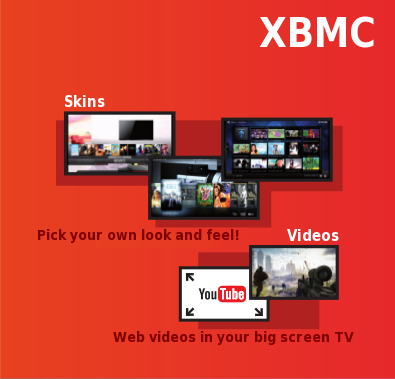 XBMC
Skins
Pick your own look and feel!
Videos
YouTube
Web videos in your big screen TV